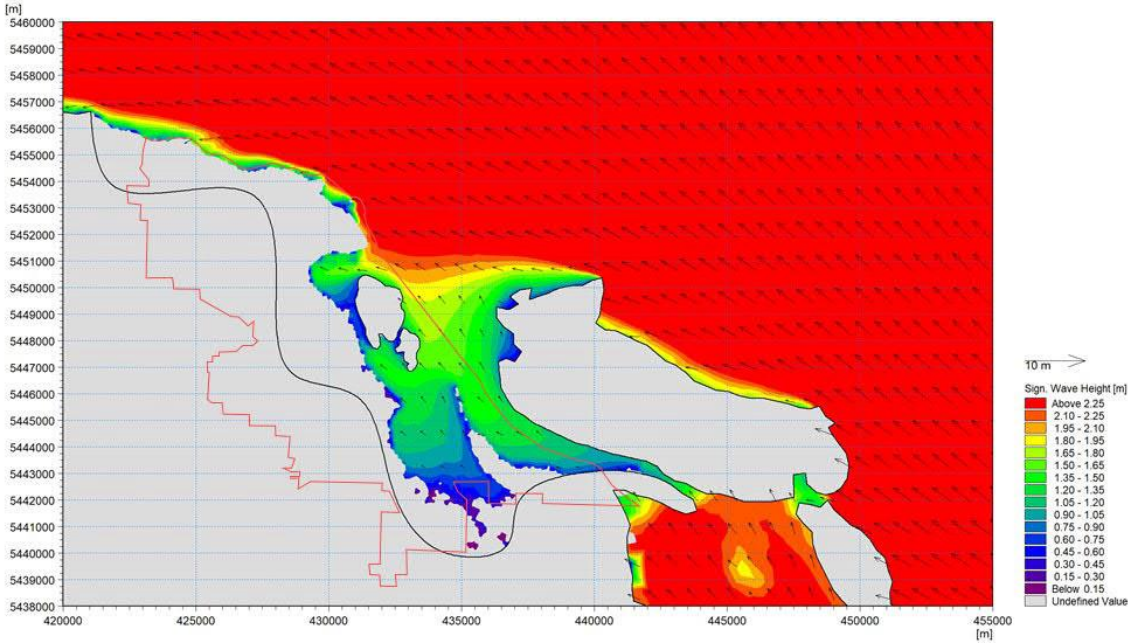 [m]
5460000
5459000
5458000
5457000
5456000
5455000
5454000
5453000
5452000
5451000
5450000
5449000
5448000
5447000
5446000
5445000
5444000
5443000
5442000
5441000
5440000
5439000
5438000
420000 425000 430000 435000 440000 445000 450000 455000
[m]
10 m
Sign. Wave Height [m]
Above 2.25
2.10 - 2.25
1.95 - 2.10
1.80 - 1.95
1.65 - 1.80
1.50 - 1.65
1.35 - 1.50
1.20 - 1.35
1.05 - 1.20
0.90 - 1.05
0.75 - 0.90
0.60 - 0.75
0.45 - 0.60
0.30 - 0.45
0.15 - 0.30
Below 0.15
Undefined Value